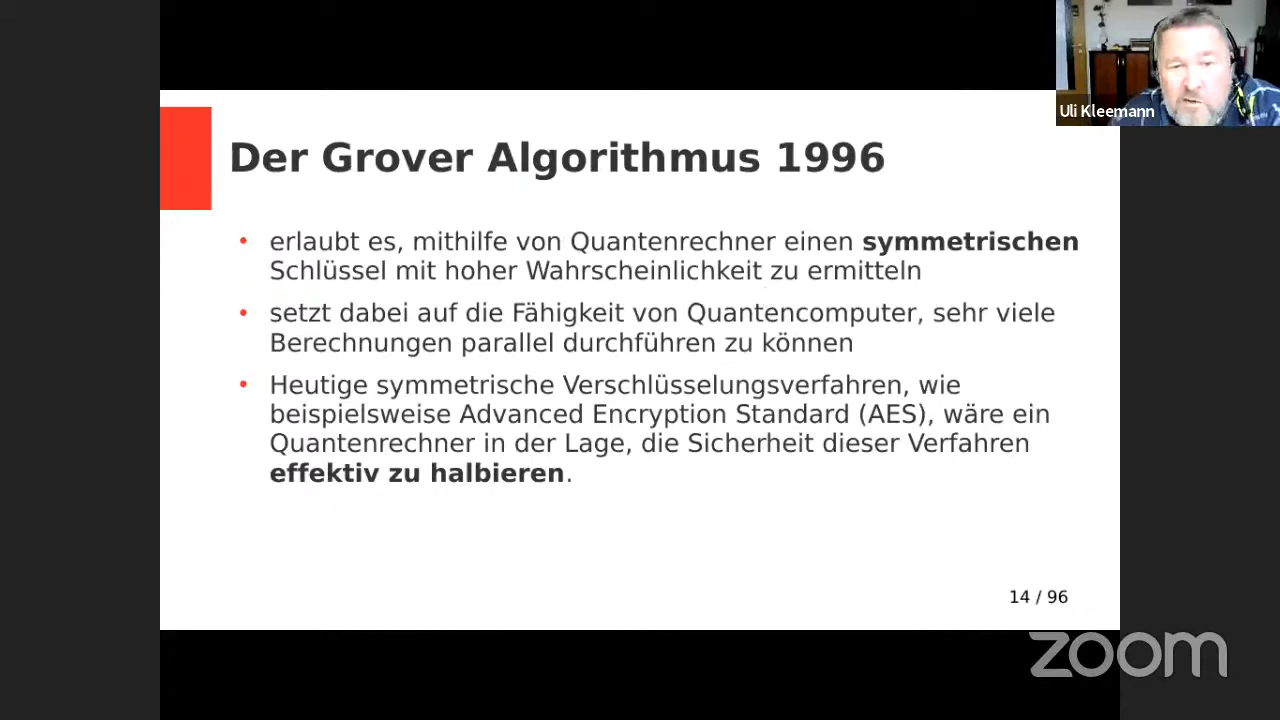 Uli Kleemann
Der Grover Algorithmus 1996
• erlaubt es, mithilfe von Quantenrechner einen symmetrischen
Schlüssel mit hoher Wahrscheinlichkeit zu ermitteln
• setzt dabei auf die Fähigkeit von Quantencomputer, sehr viele
Berechnungen parallel durchführen zu können
• Heutige symmetrische Verschlüsselungsverfahren, wie
beispielsweise Advanced Encryption Standard (AES), wäre ein
Quantenrechner in der Lage, die Sicherheit dieser Verfahren
effektiv zu halbieren.
14 / 96
zoom